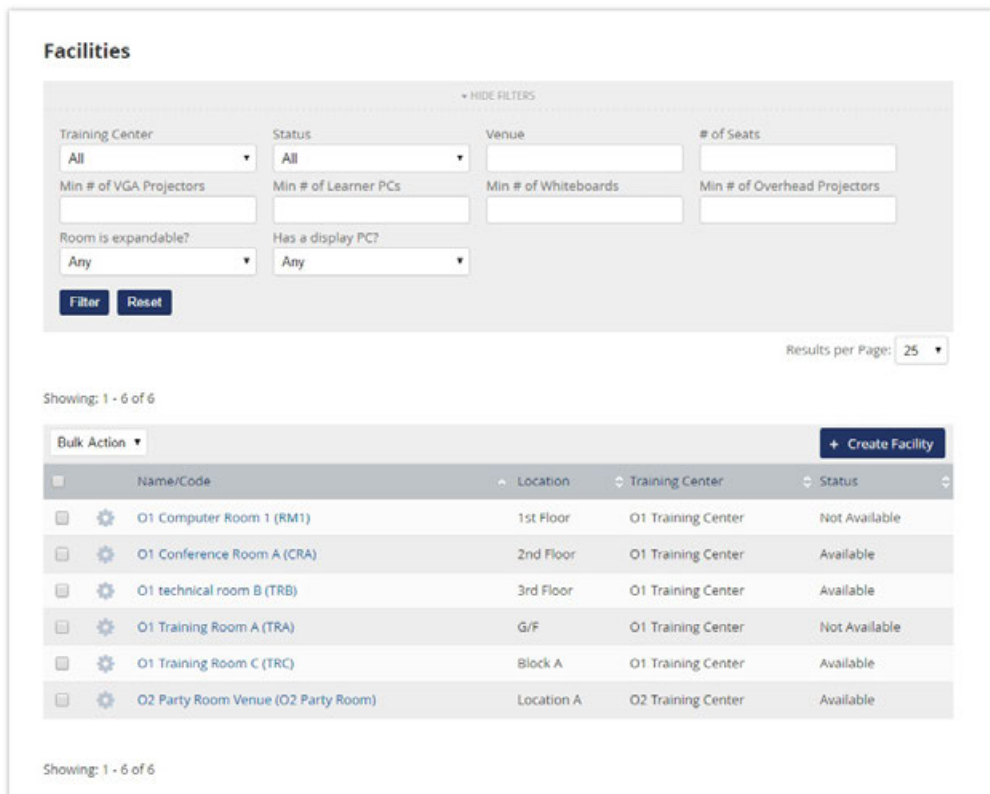 Facilities
HIDE FILTERS
Training Center Status Venue # of Seats
All All
Min # of VGA Projectors Min # of Learner PCs Min # of Whiteboards Min # of Overhead Projectors
Room is expandable? Has a display PC?
Any Any
Filter Reset
Results per Page: 25
Showing: 1 - 6 of 6
Bulk Action + Create Facility
Name/Code Location Training Center Status
O1 Computer Room 1 (RM1) 1st Floor O1 Training Center Not Available
O1 Conference Room A (CRA) 2nd Floor O1 Training Center Available
O1 technical room B (TRB) 3rd Floor O1 Training Center Available
O1 Training Room A (TRA) G/F O1 Training Center Not Available
O1 Training Room C (TRC) Block A O1 Training Center Available
O2 Party Room Venue (O2 Party Room) Location A O2 Training Center Available
Showing: 1 - 6 of 6